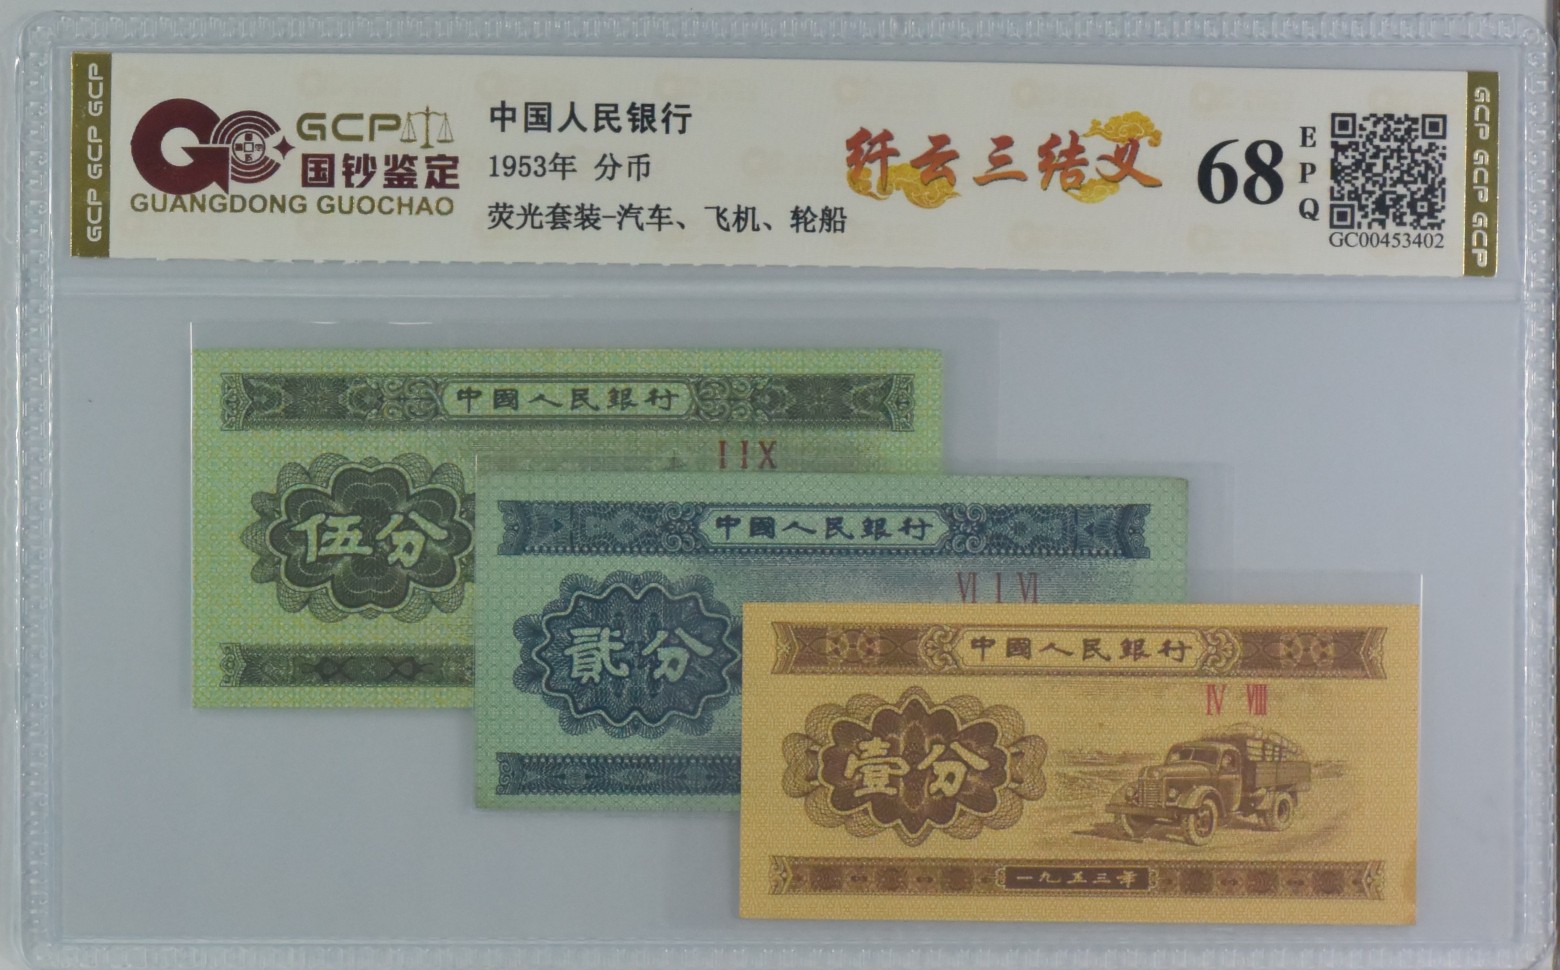 GCP GCP GCP
GCP
国钞鉴定
GUANGDONG GUOCHAO
中国人民银行
1953年 分币
荧光套装-汽车、飞机、轮船
纤云三结义
68
EPQ
GC00453402
GCP GCP GCP
中國人民銀行
IIX
伍分
中國人民銀行
VI I VI
貳分
中國人民銀行
IV VIII
壹分
一九五三年